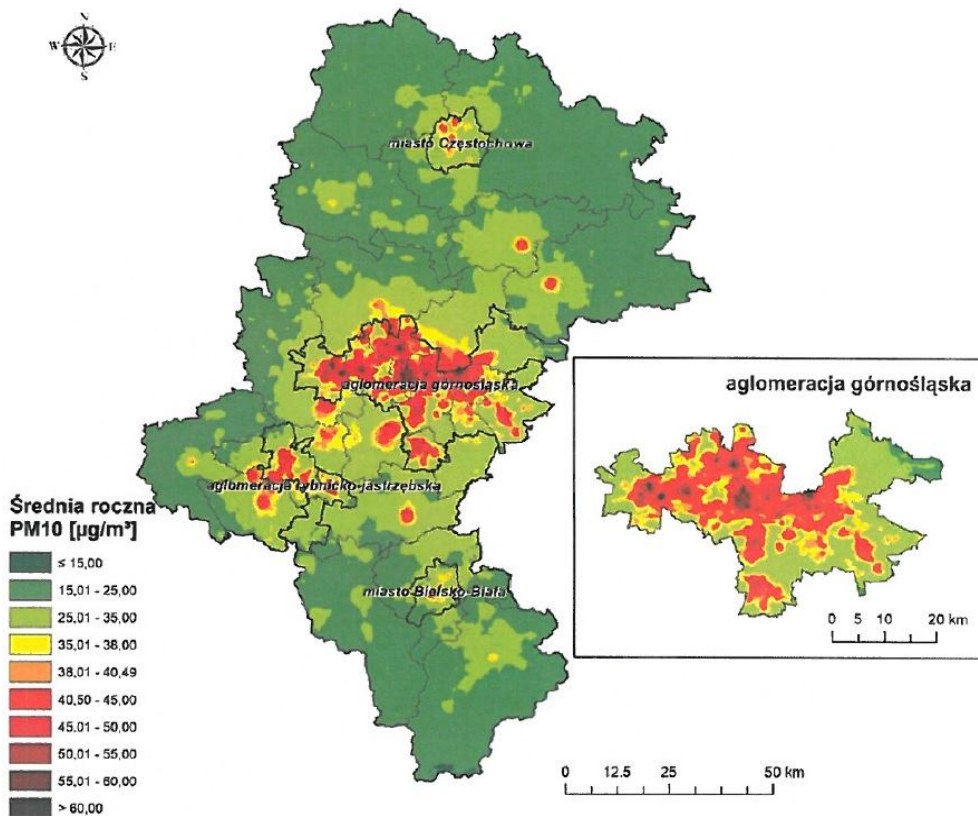 N
W E
S
miasto Częstochowa
aglomeracja górnośląska
aglomeracja górnośląska
0 5 10 20 km
aglomeracja rybnicko-jastrzębska
Średnia roczna
PM10 [µg/m³]
≤ 15,00
15,01 - 25,00
25,01 - 35,00
35,01 - 38,00
38,01 - 40,49
40,50 - 45,00
45,01 - 50,00
50,01 - 55,00
55,01 - 60,00
> 60,00
miasto Bielsko-Biała
0 12.5 25 50 km